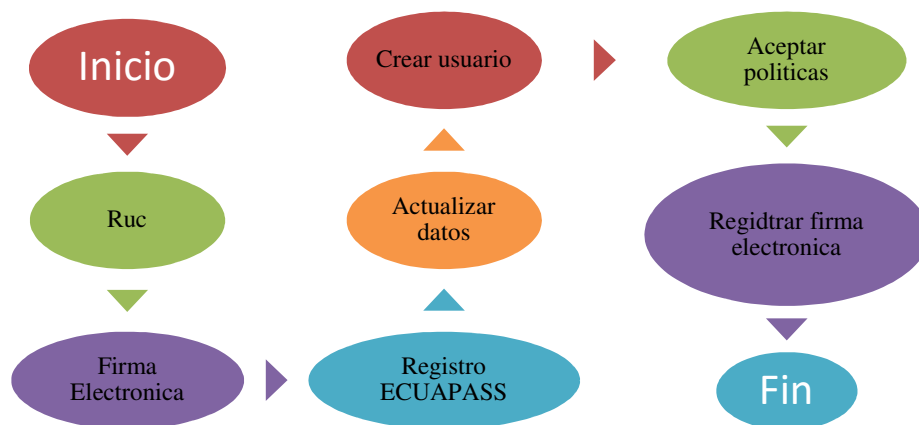 Inicio
Ruc
Firma
Electronica
Registro
ECUAPASS
Actualizar
datos
Crear usuario
Aceptar
politicas
Regidtrar firma
electronica
Fin